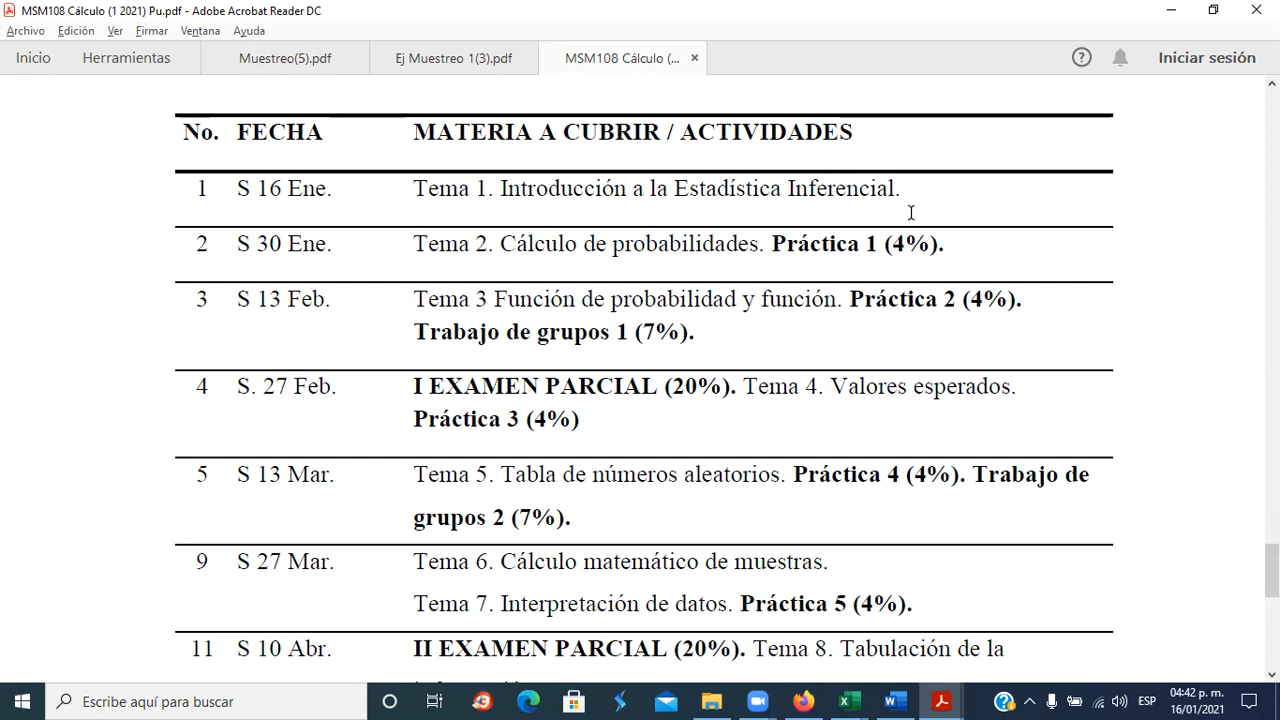 MSM108 Cálculo (1 2021) Pu.pdf - Adobe Acrobat Reader DC
Archivo Edición Ver Firmar Ventana Ayuda
Inicio Herramientas Muestreo(5).pdf Ej Muestreo 1(3).pdf MSM108 Cálculo (... × Iniciar sesión
No. FECHA MATERIA A CUBRIR / ACTIVIDADES
1 S 16 Ene. Tema 1. Introducción a la Estadística Inferencial.
2 S 30 Ene. Tema 2. Cálculo de probabilidades. Práctica 1 (4%).
3 S 13 Feb. Tema 3 Función de probabilidad y función. Práctica 2 (4%).
Trabajo de grupos 1 (7%).
4 S. 27 Feb. I EXAMEN PARCIAL (20%). Tema 4. Valores esperados.
Práctica 3 (4%)
5 S 13 Mar. Tema 5. Tabla de números aleatorios. Práctica 4 (4%). Trabajo de
grupos 2 (7%).
9 S 27 Mar. Tema 6. Cálculo matemático de muestras.
Tema 7. Interpretación de datos. Práctica 5 (4%).
11 S 10 Abr. II EXAMEN PARCIAL (20%). Tema 8. Tabulación de la
Escribe aquí para buscar ESP 04:42 p. m.
16/01/2021